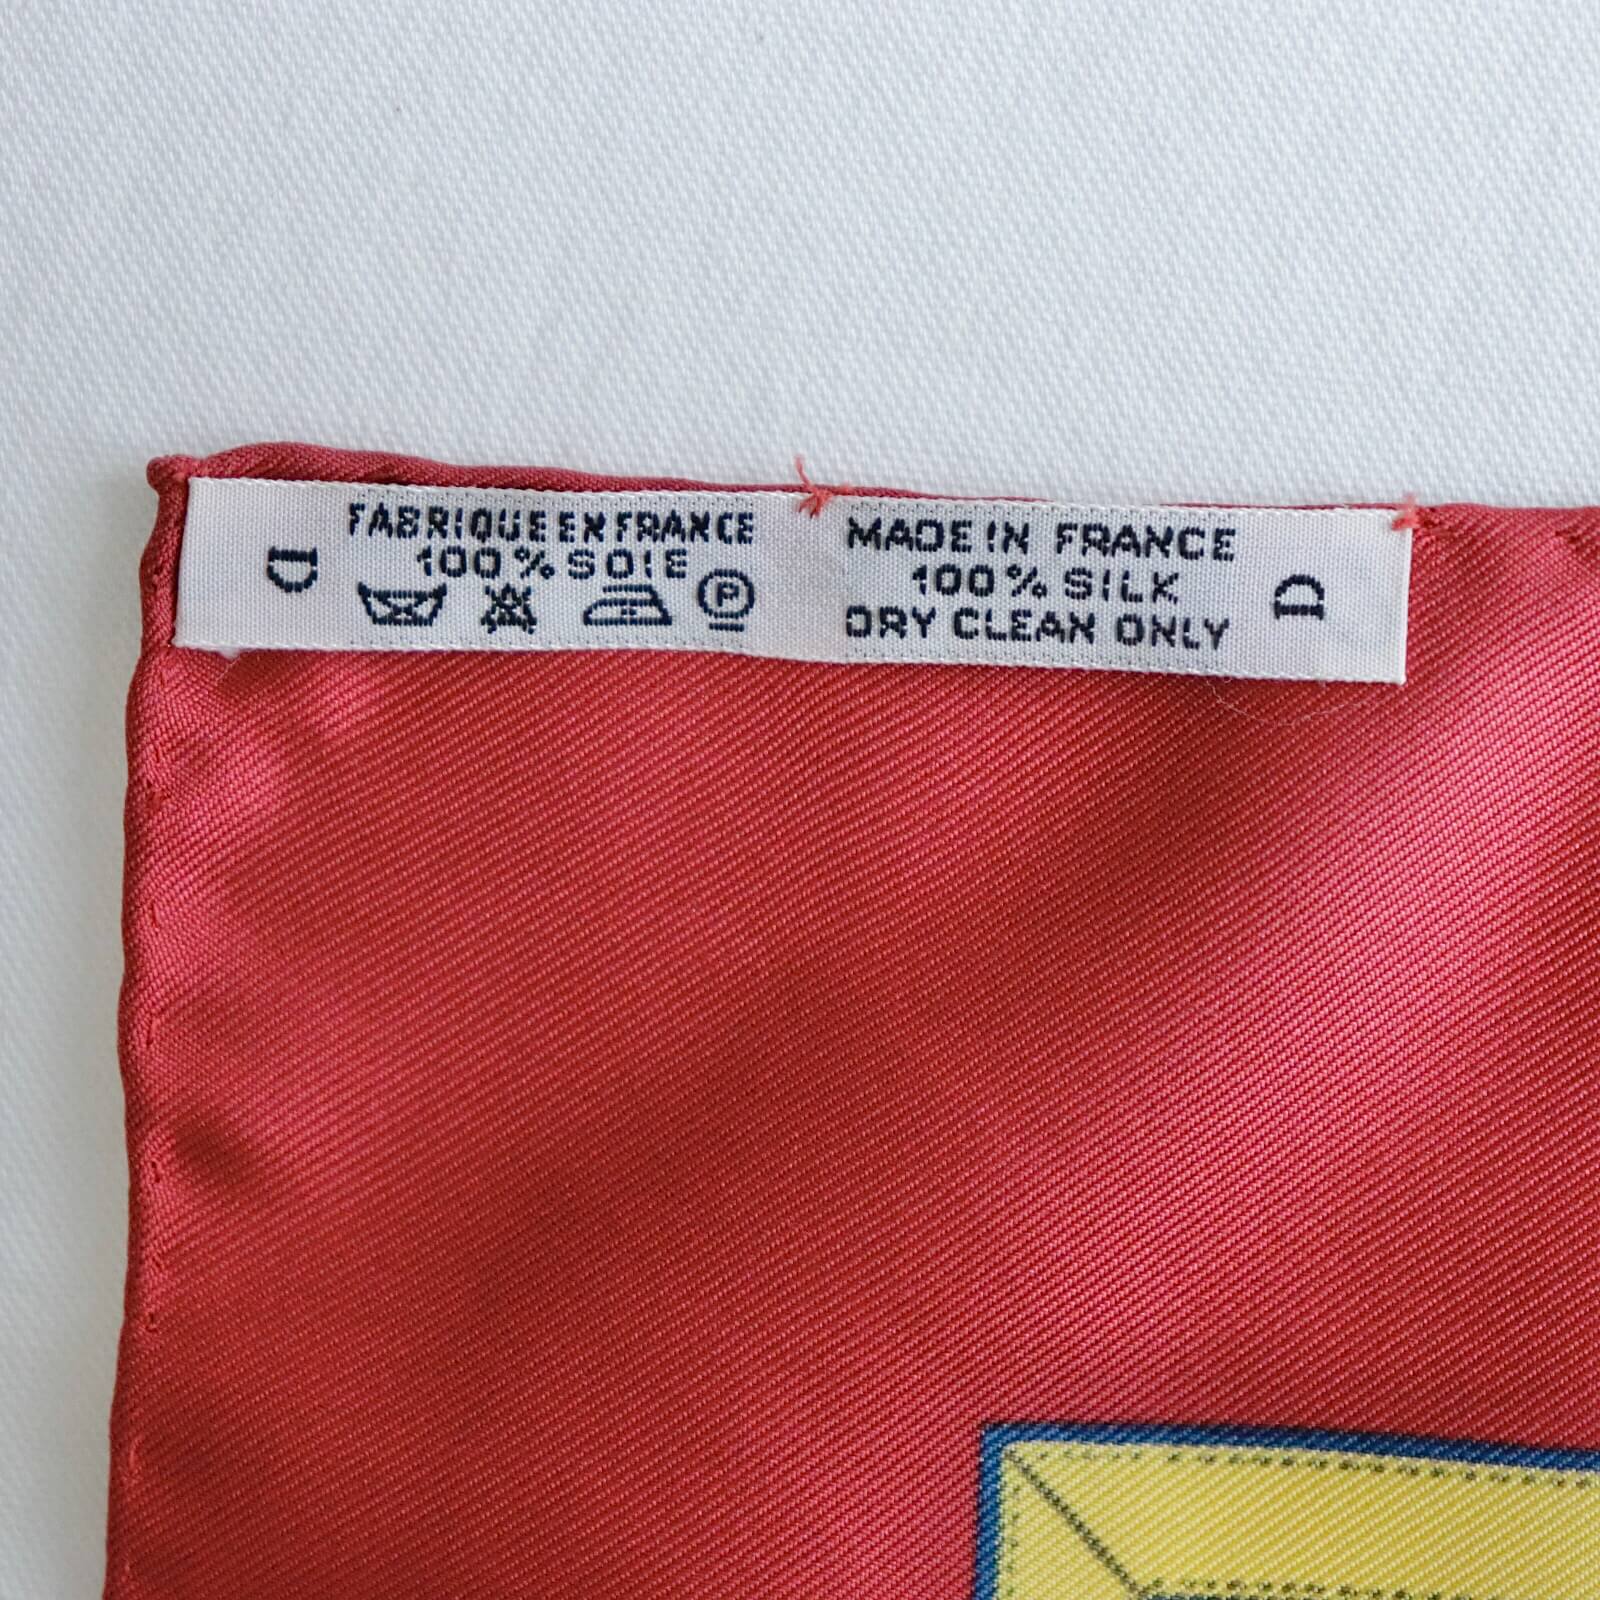 D
FABRIQUE EN FRANCE
100% SOIE
P
MADE IN FRANCE
100% SILK
DRY CLEAN ONLY
D